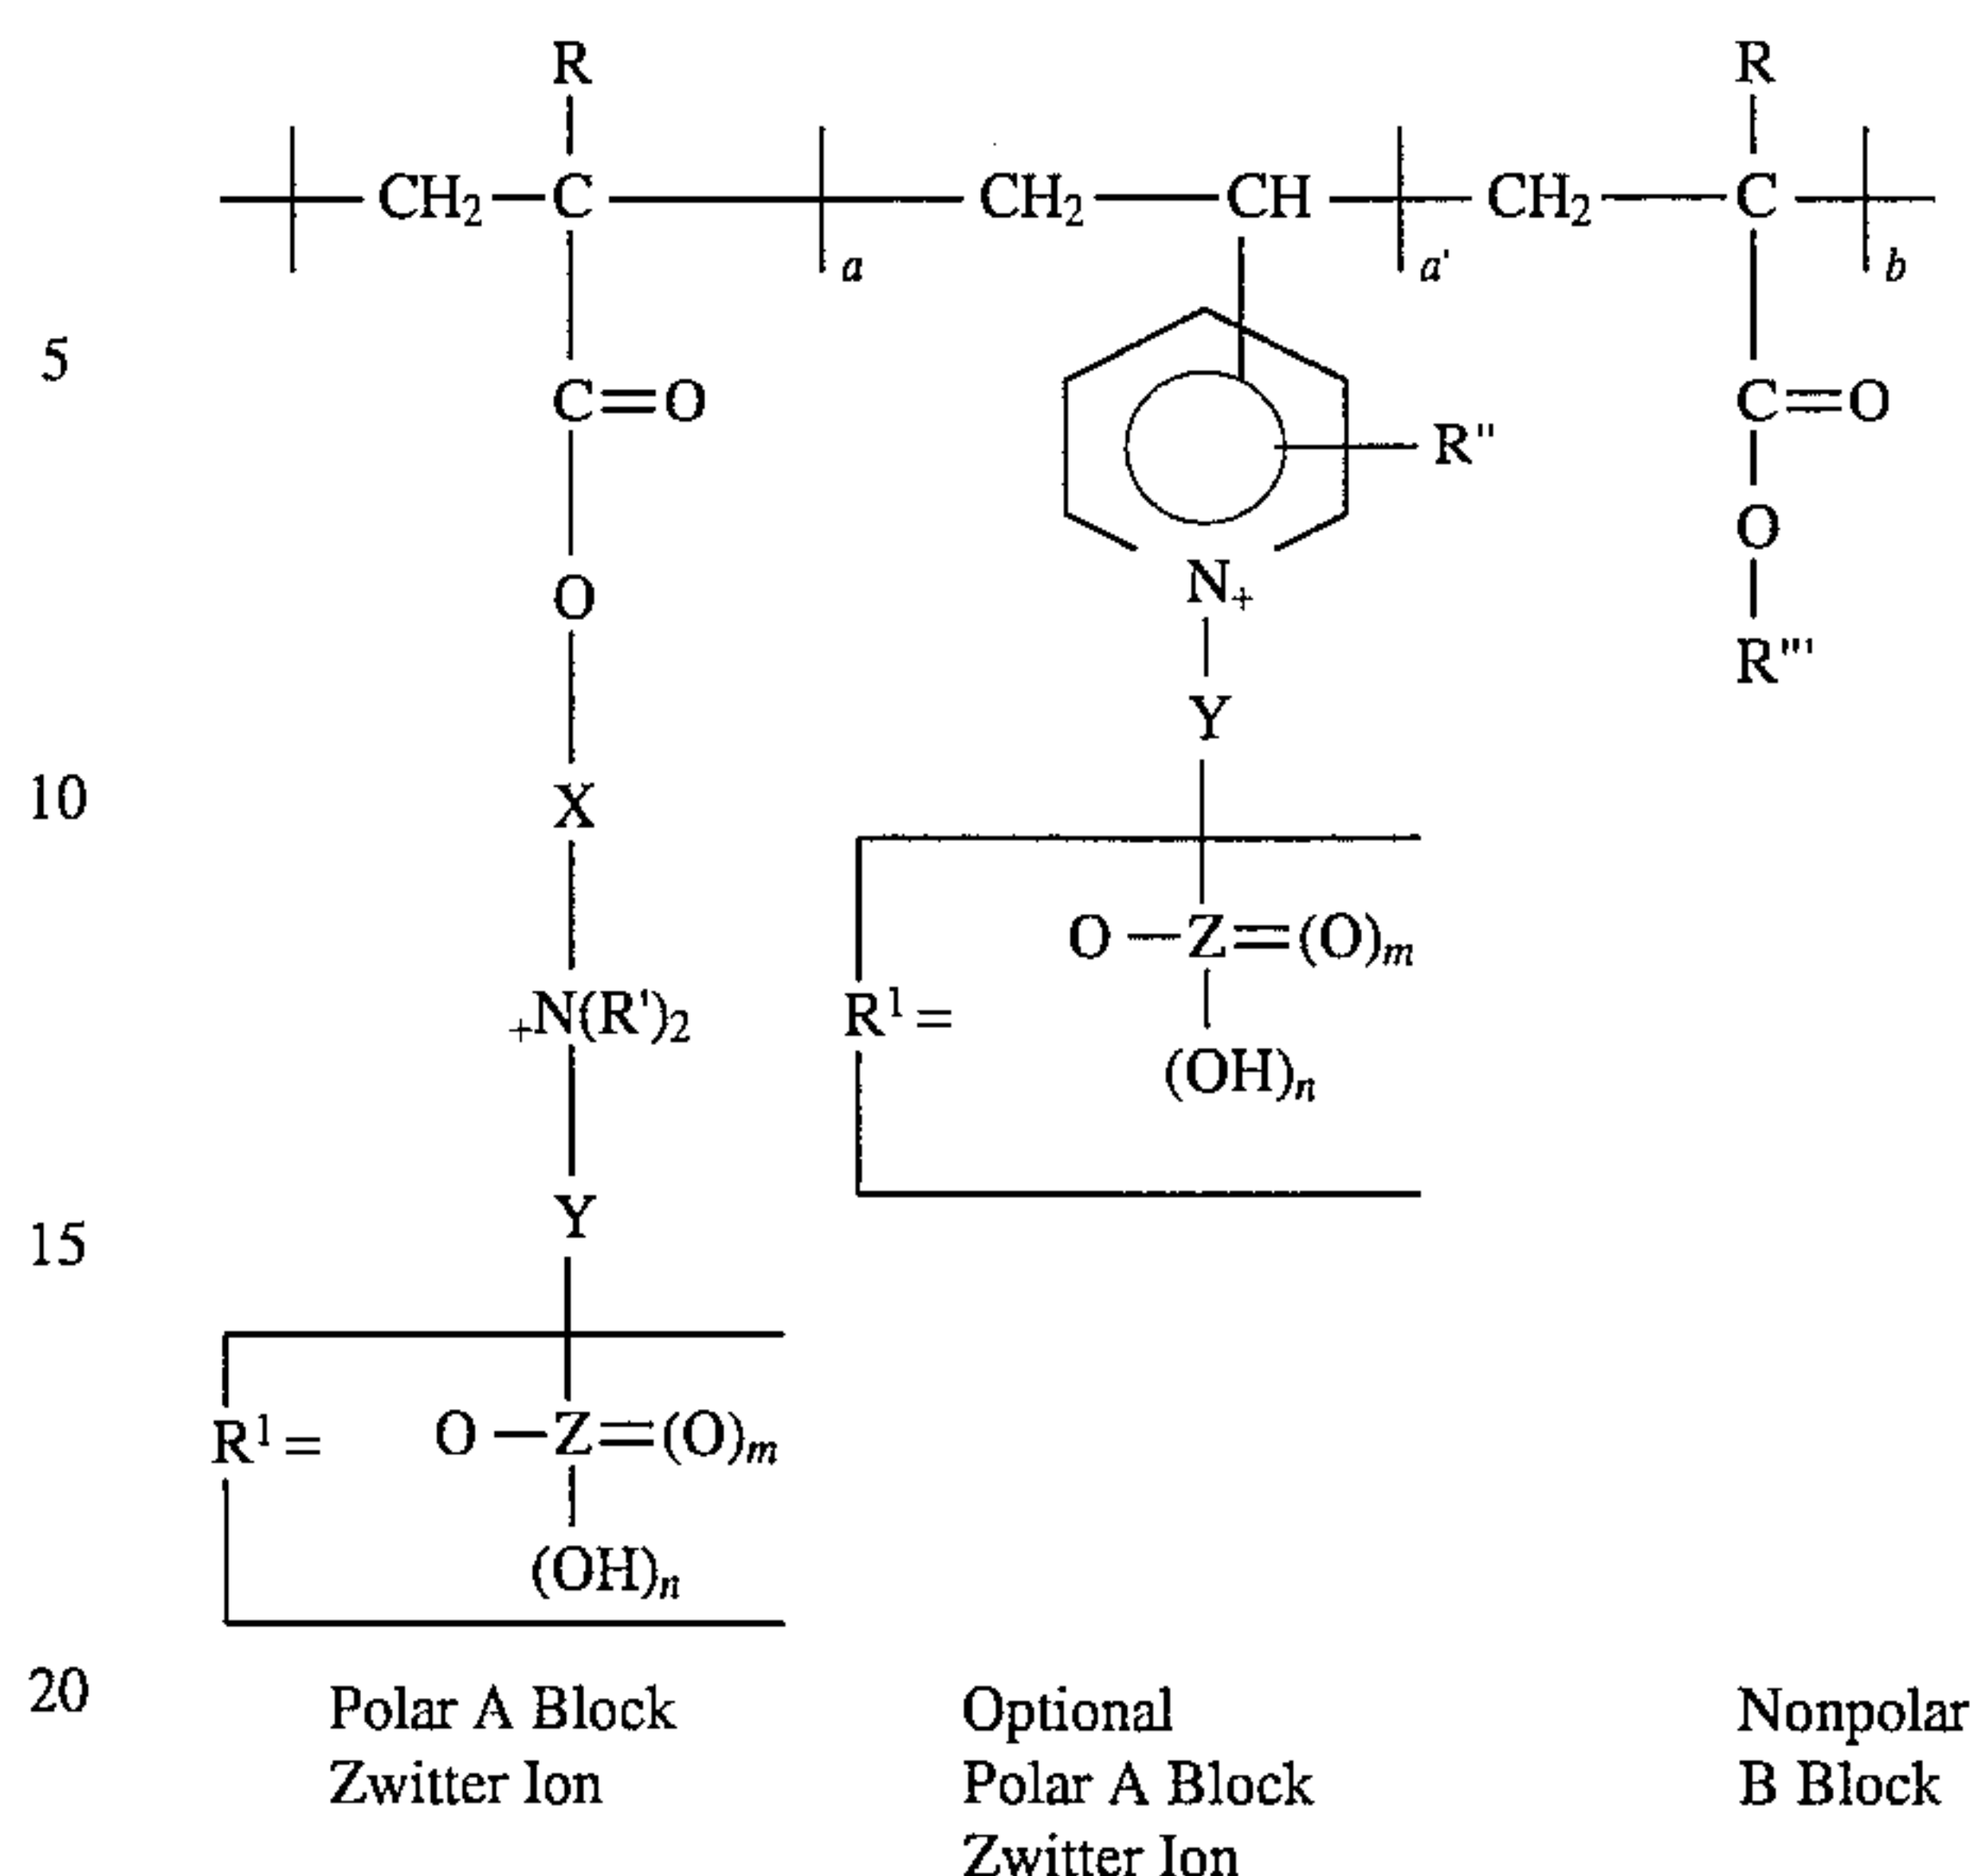 R R
CH₂—C CH₂—CH CH₂—C
a a' b
5
C=O C=O
R"
O
N+
O
R"'
Y
10
X
O—Z=(O)m
R¹=
+N(R')₂
(OH)n
15
Y
R¹= O—Z=(O)m
(OH)n
20
Polar A Block
Zwitter Ion
Optional
Polar A Block
Zwitter Ion
Nonpolar
B Block